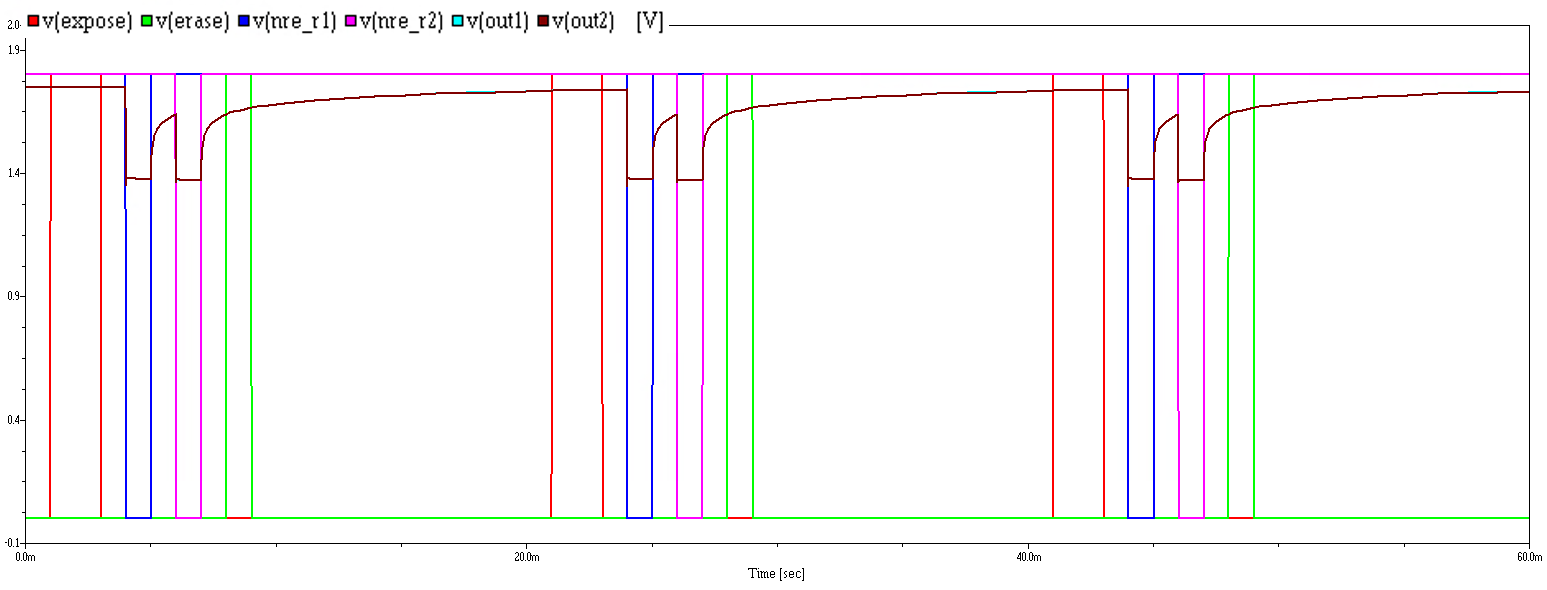 v(expose) v(erase) v(nre_r1) v(nre_r2) v(out1) v(out2) [V]
2.0
1.9
1.4
0.9
0.4
-0.1
0.0m 20.0m 40.0m 60.0m
Time [sec]